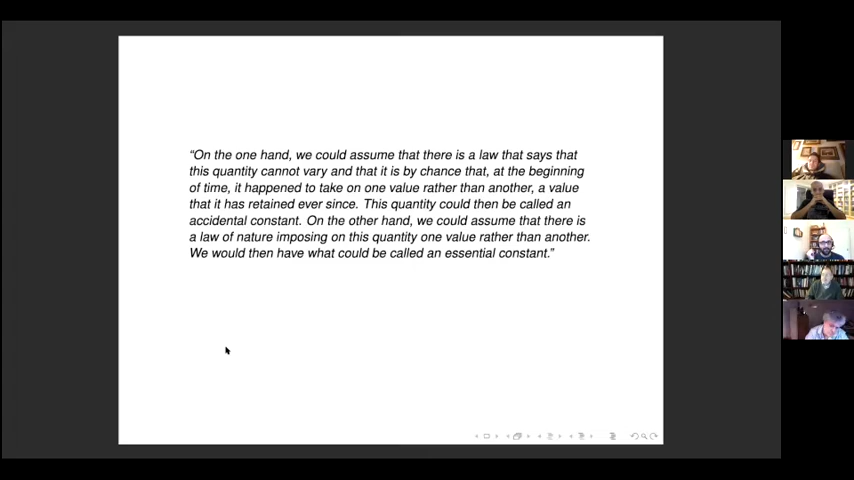 “On the one hand, we could assume that there is a law that says that
this quantity cannot vary and that it is by chance that, at the beginning
of time, it happened to take on one value rather than another, a value
that it has retained ever since. This quantity could then be called an
accidental constant. On the other hand, we could assume that there is
a law of nature imposing on this quantity one value rather than another.
We would then have what could be called an essential constant.”